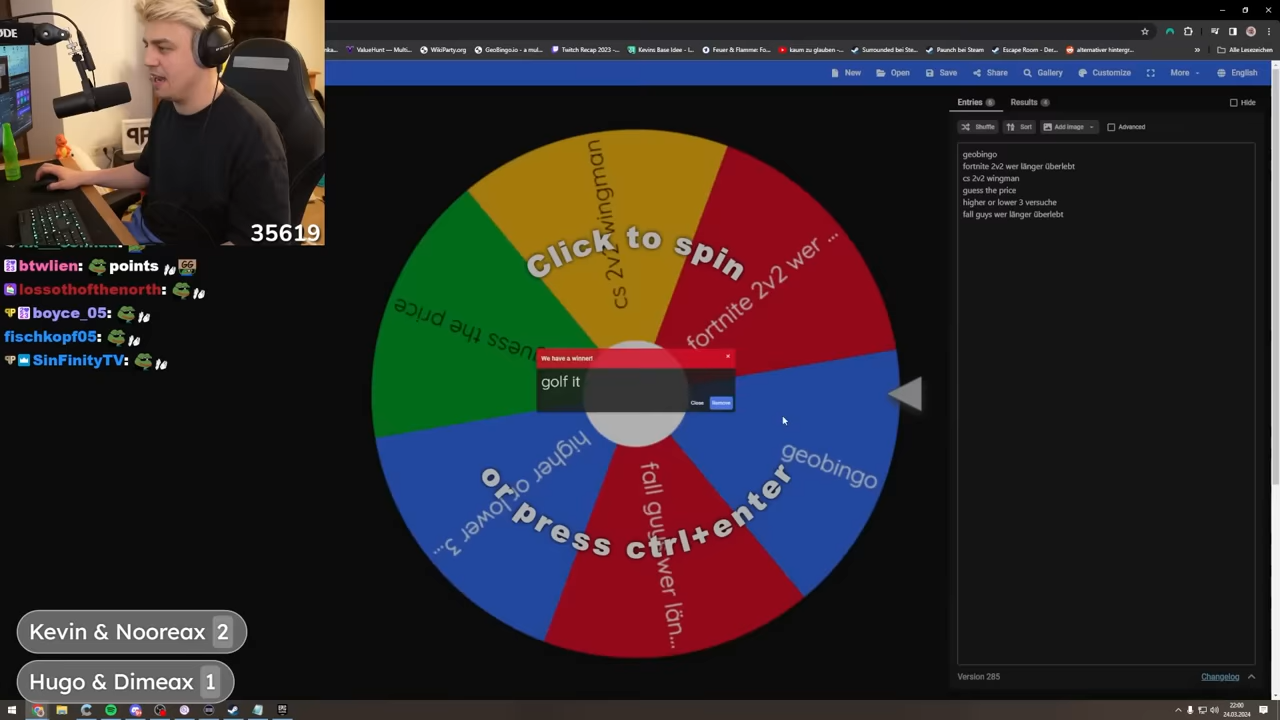 ValueHunt — Multi...
WikiParty.org
GeoBingo.io - a mul...
Twitch Recap 2023 -...
Kevins Base Idee - I...
Feuer & Flamme: Fo...
kaum zu glauben -...
Surrounded bei Ste...
Paunch bei Steam
Escape Room - Der...
alternativer hintergr...
»
Alle Lesezeichen
New
Open
Save
Share
Gallery
Customize
More
English
Entries 6
Results 4
Hide
Shuffle
Sort
Add image
Advanced
geobingo
fortnite 2v2 wer länger überlebt
cs 2v2 wingman
guess the price
higher or lower 3 versuche
fall guys wer länger überlebt
35619
btwlien: points
lossothofthenorth:
boyce_05:
fischkopf05:
SinFinityTV:
Click to spin
or press ctrl+enter
cs 2v2 wingman
fortnite 2v2 wer ...
guess the price
geobingo
higher or lower 3...
fall guys wer län...
We have a winner!
×
golf it
Close
Remove
Kevin & Nooreax 2
Hugo & Dimeax 1
Version 285
Changelog
22:00
24.03.2024